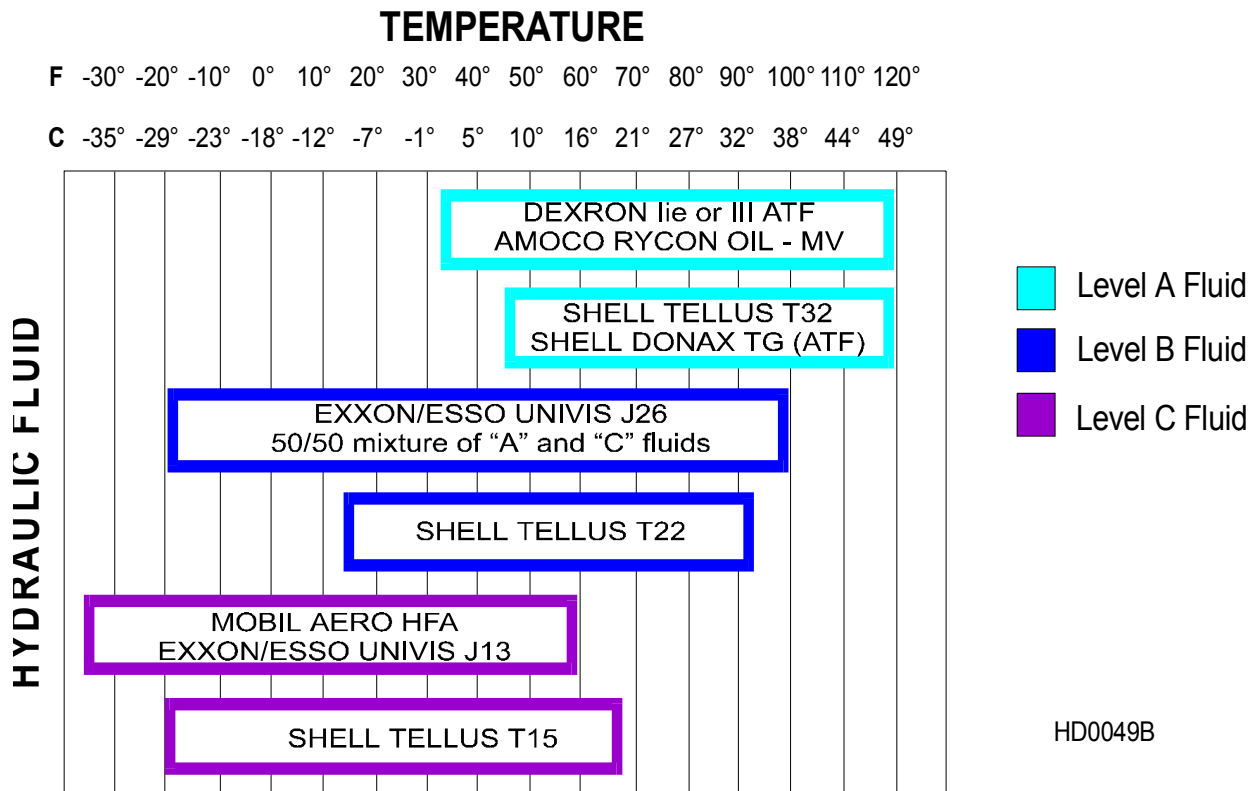 TEMPERATURE
F -30° -20° -10° 0° 10° 20° 30° 40° 50° 60° 70° 80° 90° 100° 110° 120°
C -35° -29° -23° -18° -12° -7° -1° 5° 10° 16° 21° 27° 32° 38° 44° 49°
HYDRAULIC FLUID
DEXRON Iie or III ATF
AMOCO RYCON OIL - MV
SHELL TELLUS T32
SHELL DONAX TG (ATF)
EXXON/ESSO UNIVIS J26
50/50 mixture of “A” and “C” fluids
SHELL TELLUS T22
MOBIL AERO HFA
EXXON/ESSO UNIVIS J13
SHELL TELLUS T15
Level A Fluid
Level B Fluid
Level C Fluid
HD0049B